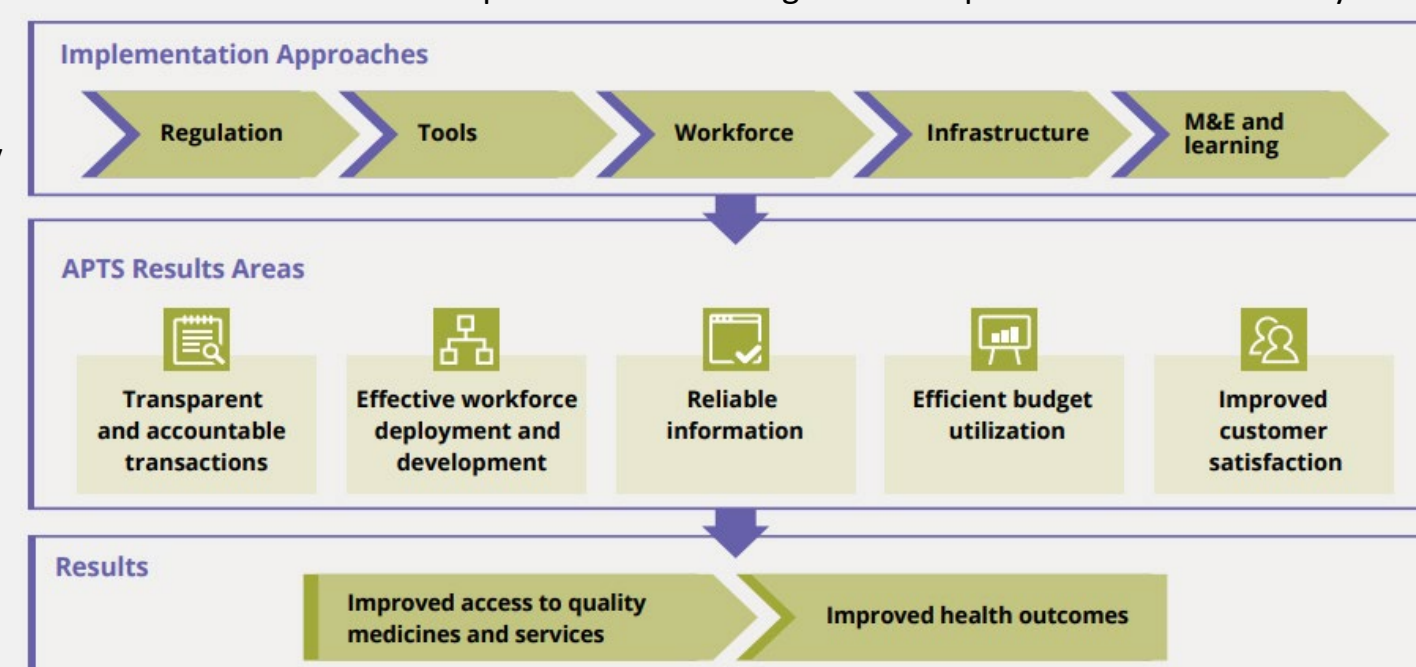 Implementation Approaches
Regulation
Tools
Workforce
Infrastructure
M&E and
learning
APTS Results Areas
Transparent
and accountable
transactions
Effective workforce
deployment and
development
Reliable
information
Efficient budget
utilization
Improved
customer
satisfaction
Results
Improved access to quality
medicines and services
Improved health outcomes